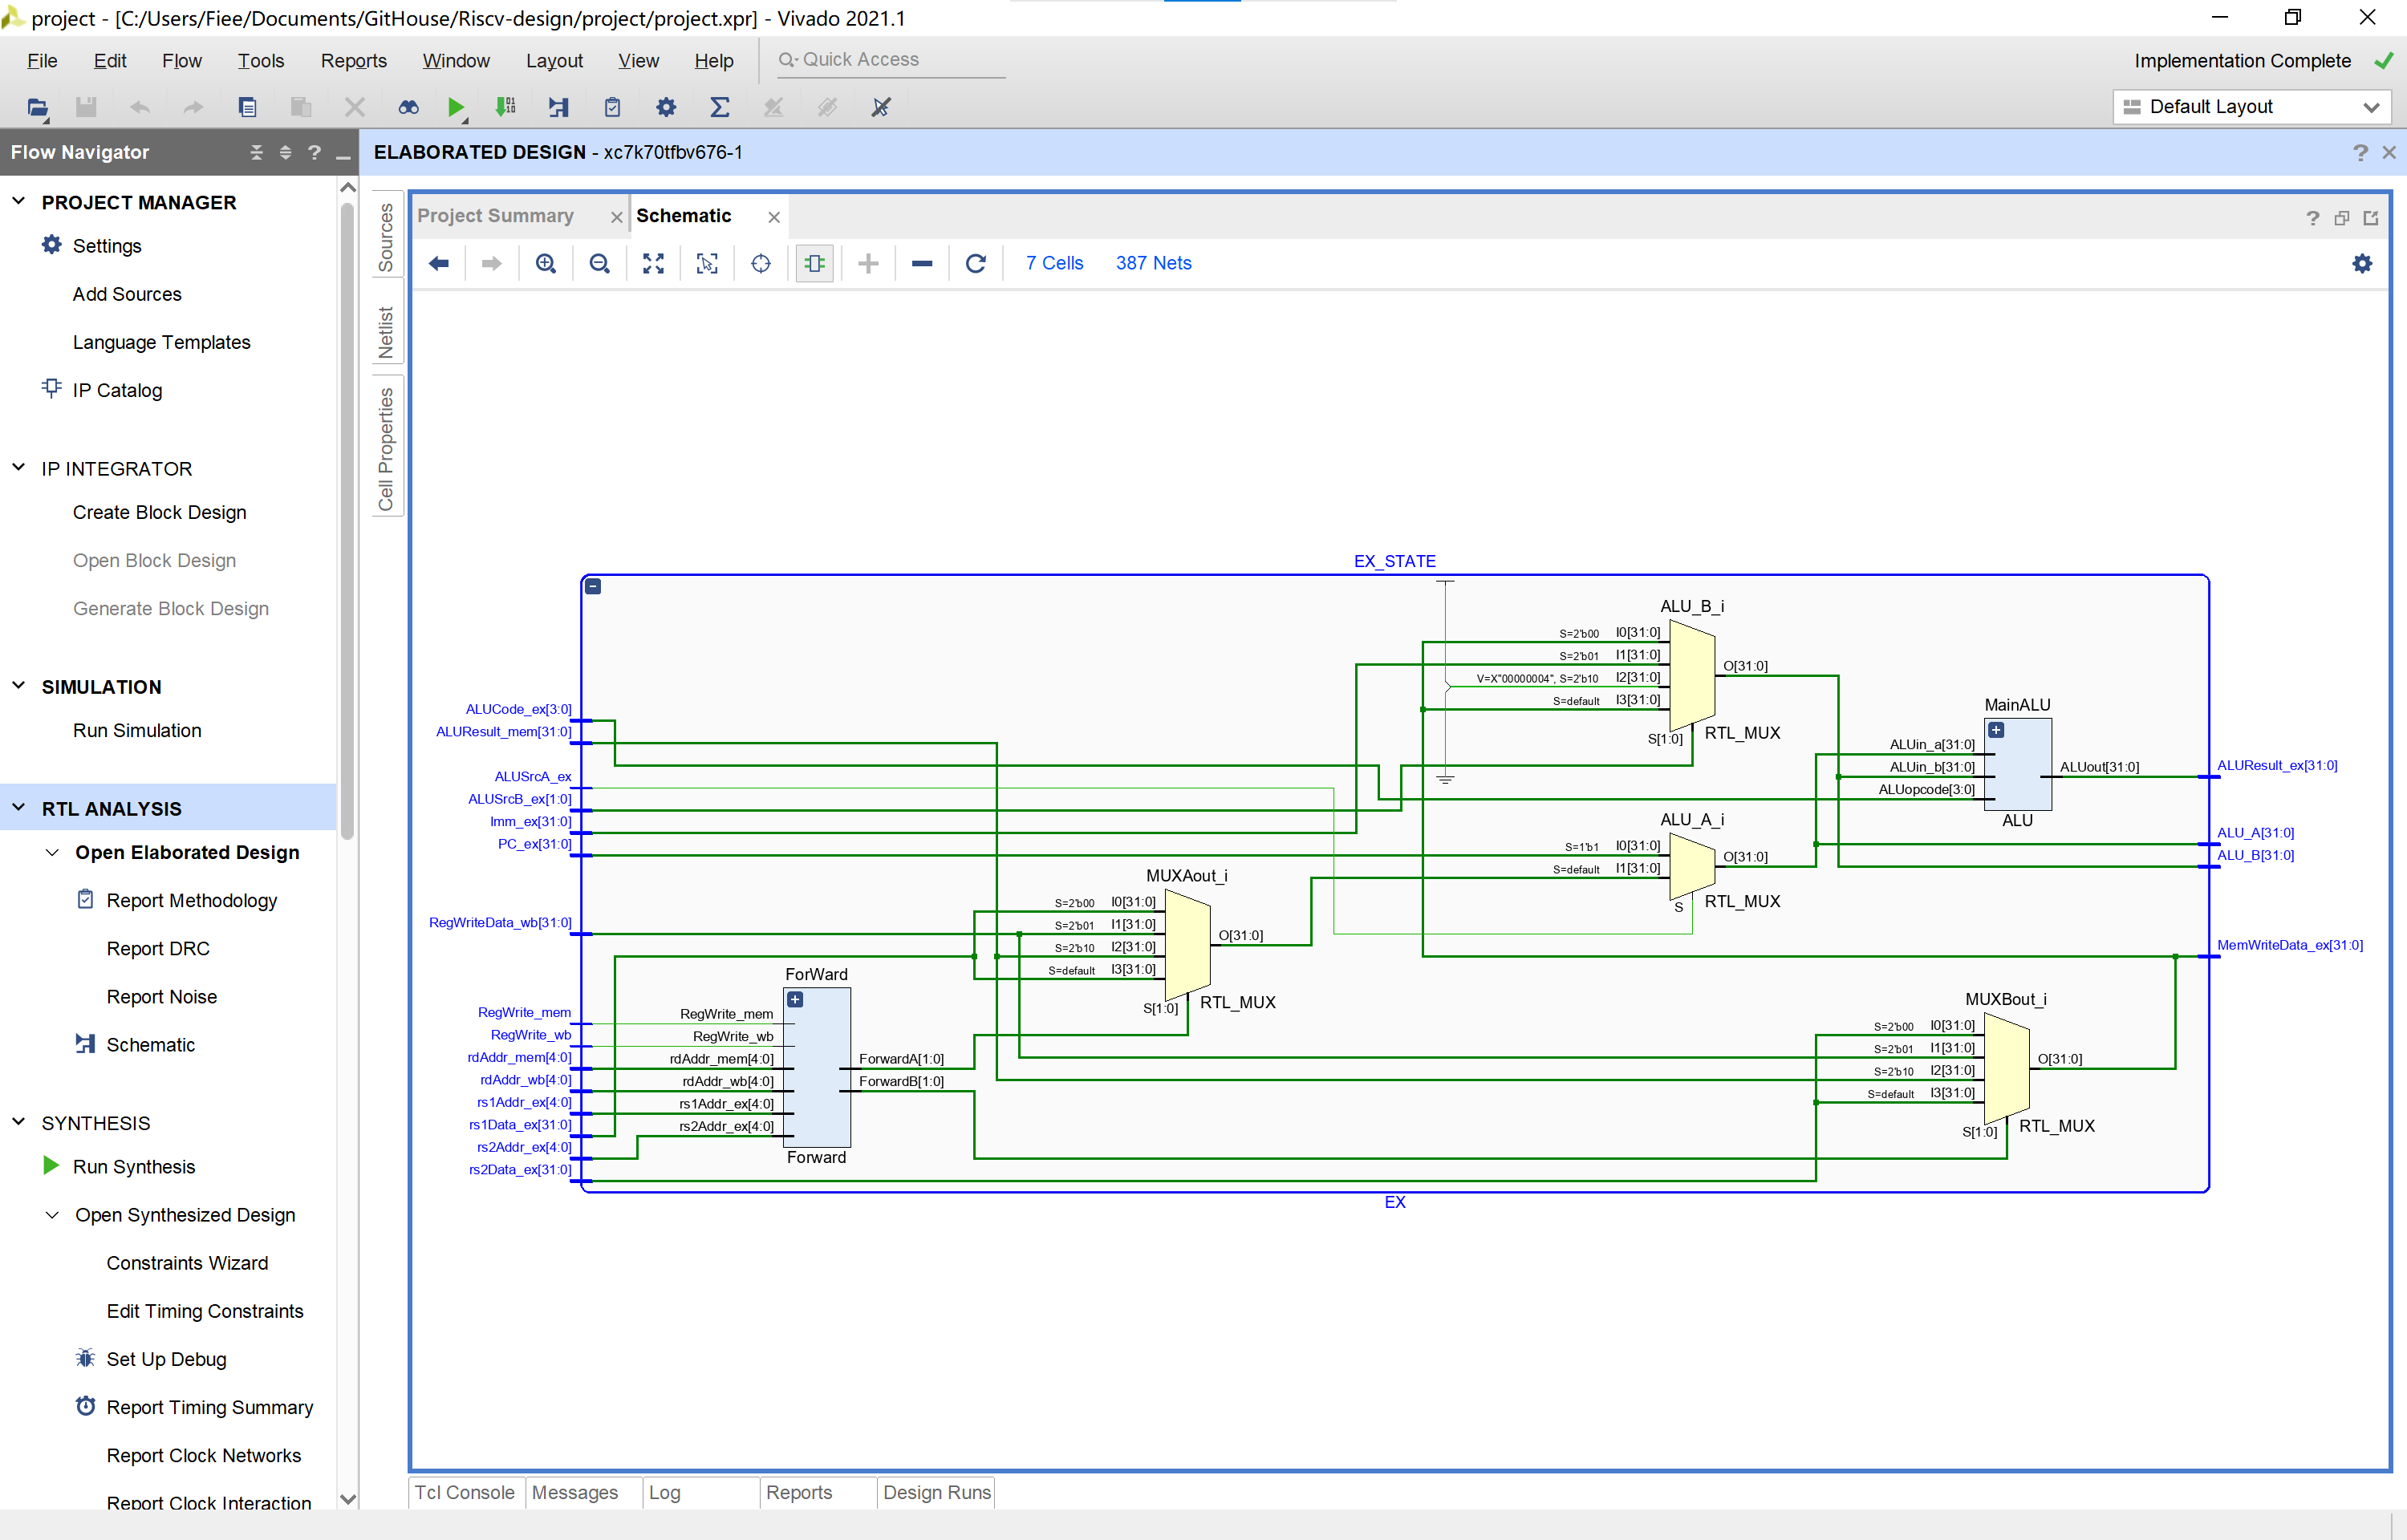 project - [C:/Users/Fiee/Documents/GitHouse/Riscv-design/project/project.xpr] - Vivado 2021.1
File Edit Flow Tools Reports Window Layout View Help Quick Access
Implementation Complete
Default Layout
Flow Navigator
ELABORATED DESIGN - xc7k70tfbv676-1
PROJECT MANAGER
Settings
Add Sources
Language Templates
IP Catalog
IP INTEGRATOR
Create Block Design
Open Block Design
Generate Block Design
SIMULATION
Run Simulation
RTL ANALYSIS
Open Elaborated Design
Report Methodology
Report DRC
Report Noise
Schematic
SYNTHESIS
Run Synthesis
Open Synthesized Design
Constraints Wizard
Edit Timing Constraints
Set Up Debug
Report Timing Summary
Report Clock Networks
Report Clock Interaction
Sources
Netlist
Cell Properties
Project Summary
Schematic
7 Cells
387 Nets
EX_STATE
ALUCode_ex[3:0]
ALUResult_mem[31:0]
ALUSrcA_ex
ALUSrcB_ex[1:0]
Imm_ex[31:0]
PC_ex[31:0]
RegWriteData_wb[31:0]
RegWrite_mem
RegWrite_wb
rdAddr_mem[4:0]
rdAddr_wb[4:0]
rs1Addr_ex[4:0]
rs1Data_ex[31:0]
rs2Addr_ex[4:0]
rs2Data_ex[31:0]
ForWard
RegWrite_mem
RegWrite_wb
rdAddr_mem[4:0]
rdAddr_wb[4:0]
rs1Addr_ex[4:0]
rs2Addr_ex[4:0]
ForwardA[1:0]
ForwardB[1:0]
Forward
MUXAout_i
S=2'b00 I0[31:0]
S=2'b01 I1[31:0]
S=2'b10 I2[31:0]
S=default I3[31:0]
S[1:0]
O[31:0]
RTL_MUX
ALU_B_i
S=2'b00 I0[31:0]
S=2'b01 I1[31:0]
V=X"00000004", S=2'b10 I2[31:0]
S=default I3[31:0]
S[1:0]
O[31:0]
RTL_MUX
ALU_A_i
S=1'b1 I0[31:0]
S=default I1[31:0]
S
O[31:0]
RTL_MUX
MainALU
ALUin_a[31:0]
ALUin_b[31:0]
ALUopcode[3:0]
ALUout[31:0]
ALU
MUXBout_i
S=2'b00 I0[31:0]
S=2'b01 I1[31:0]
S=2'b10 I2[31:0]
S=default I3[31:0]
S[1:0]
O[31:0]
RTL_MUX
ALUResult_ex[31:0]
ALU_A[31:0]
ALU_B[31:0]
MemWriteData_ex[31:0]
EX
Tcl Console
Messages
Log
Reports
Design Runs